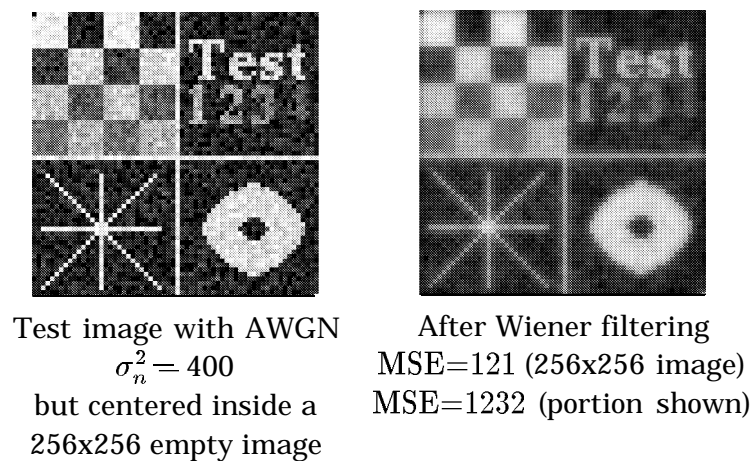 Test
123
Test
123
Test image with AWGN
σ_n^2 = 400
but centered inside a
256x256 empty image
After Wiener filtering
MSE=121 (256x256 image)
MSE=1232 (portion shown)